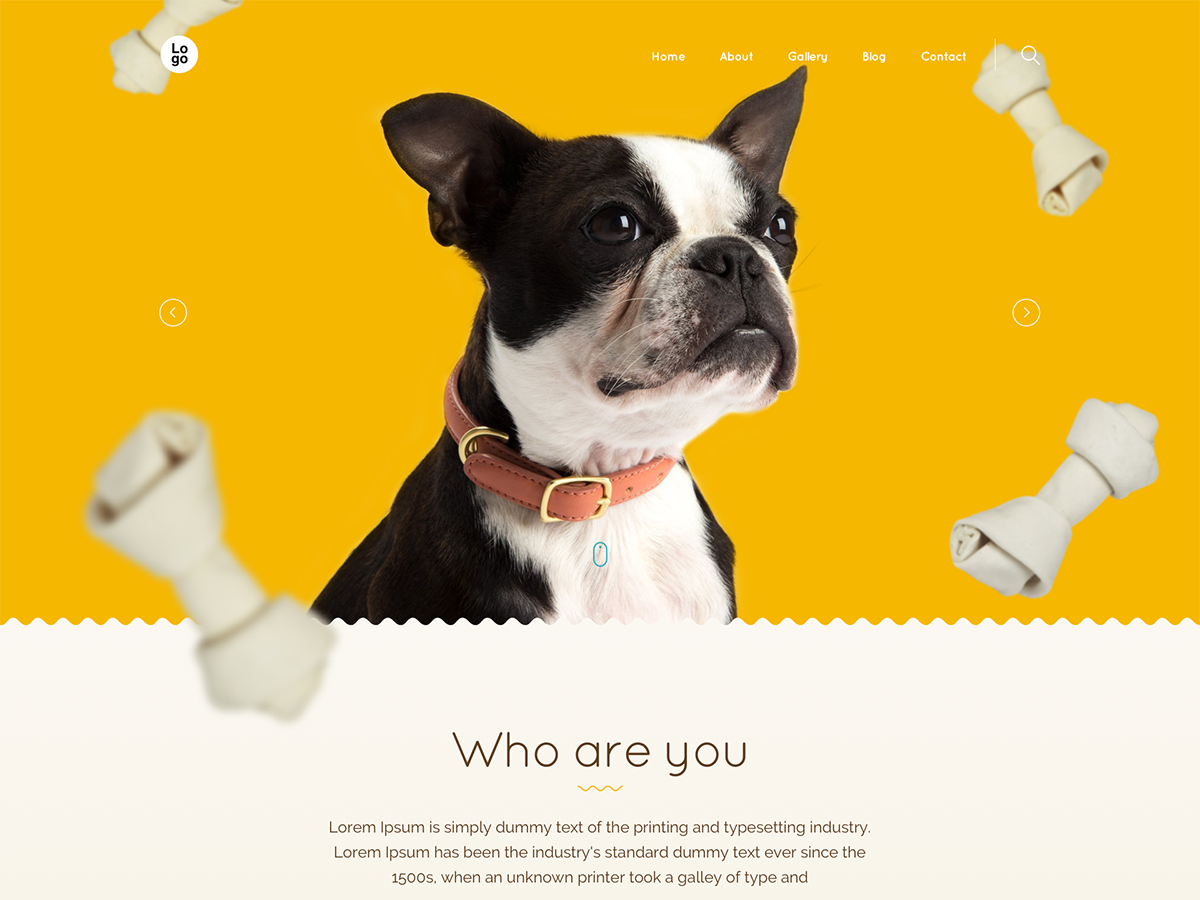 Lo
go
Home About Gallery Blog Contact
Who are you
Lorem Ipsum is simply dummy text of the printing and typesetting industry.
Lorem Ipsum has been the industry's standard dummy text ever since the
1500s, when an unknown printer took a galley of type and